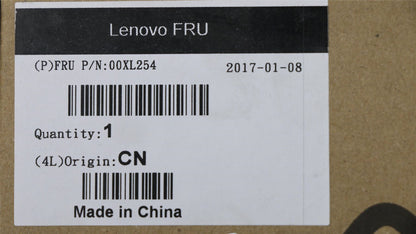 Lenovo FRU
(P)FRU P/N:00XL254 2017-01-08
Quantity:1
(4L)Origin:CN
Made in China